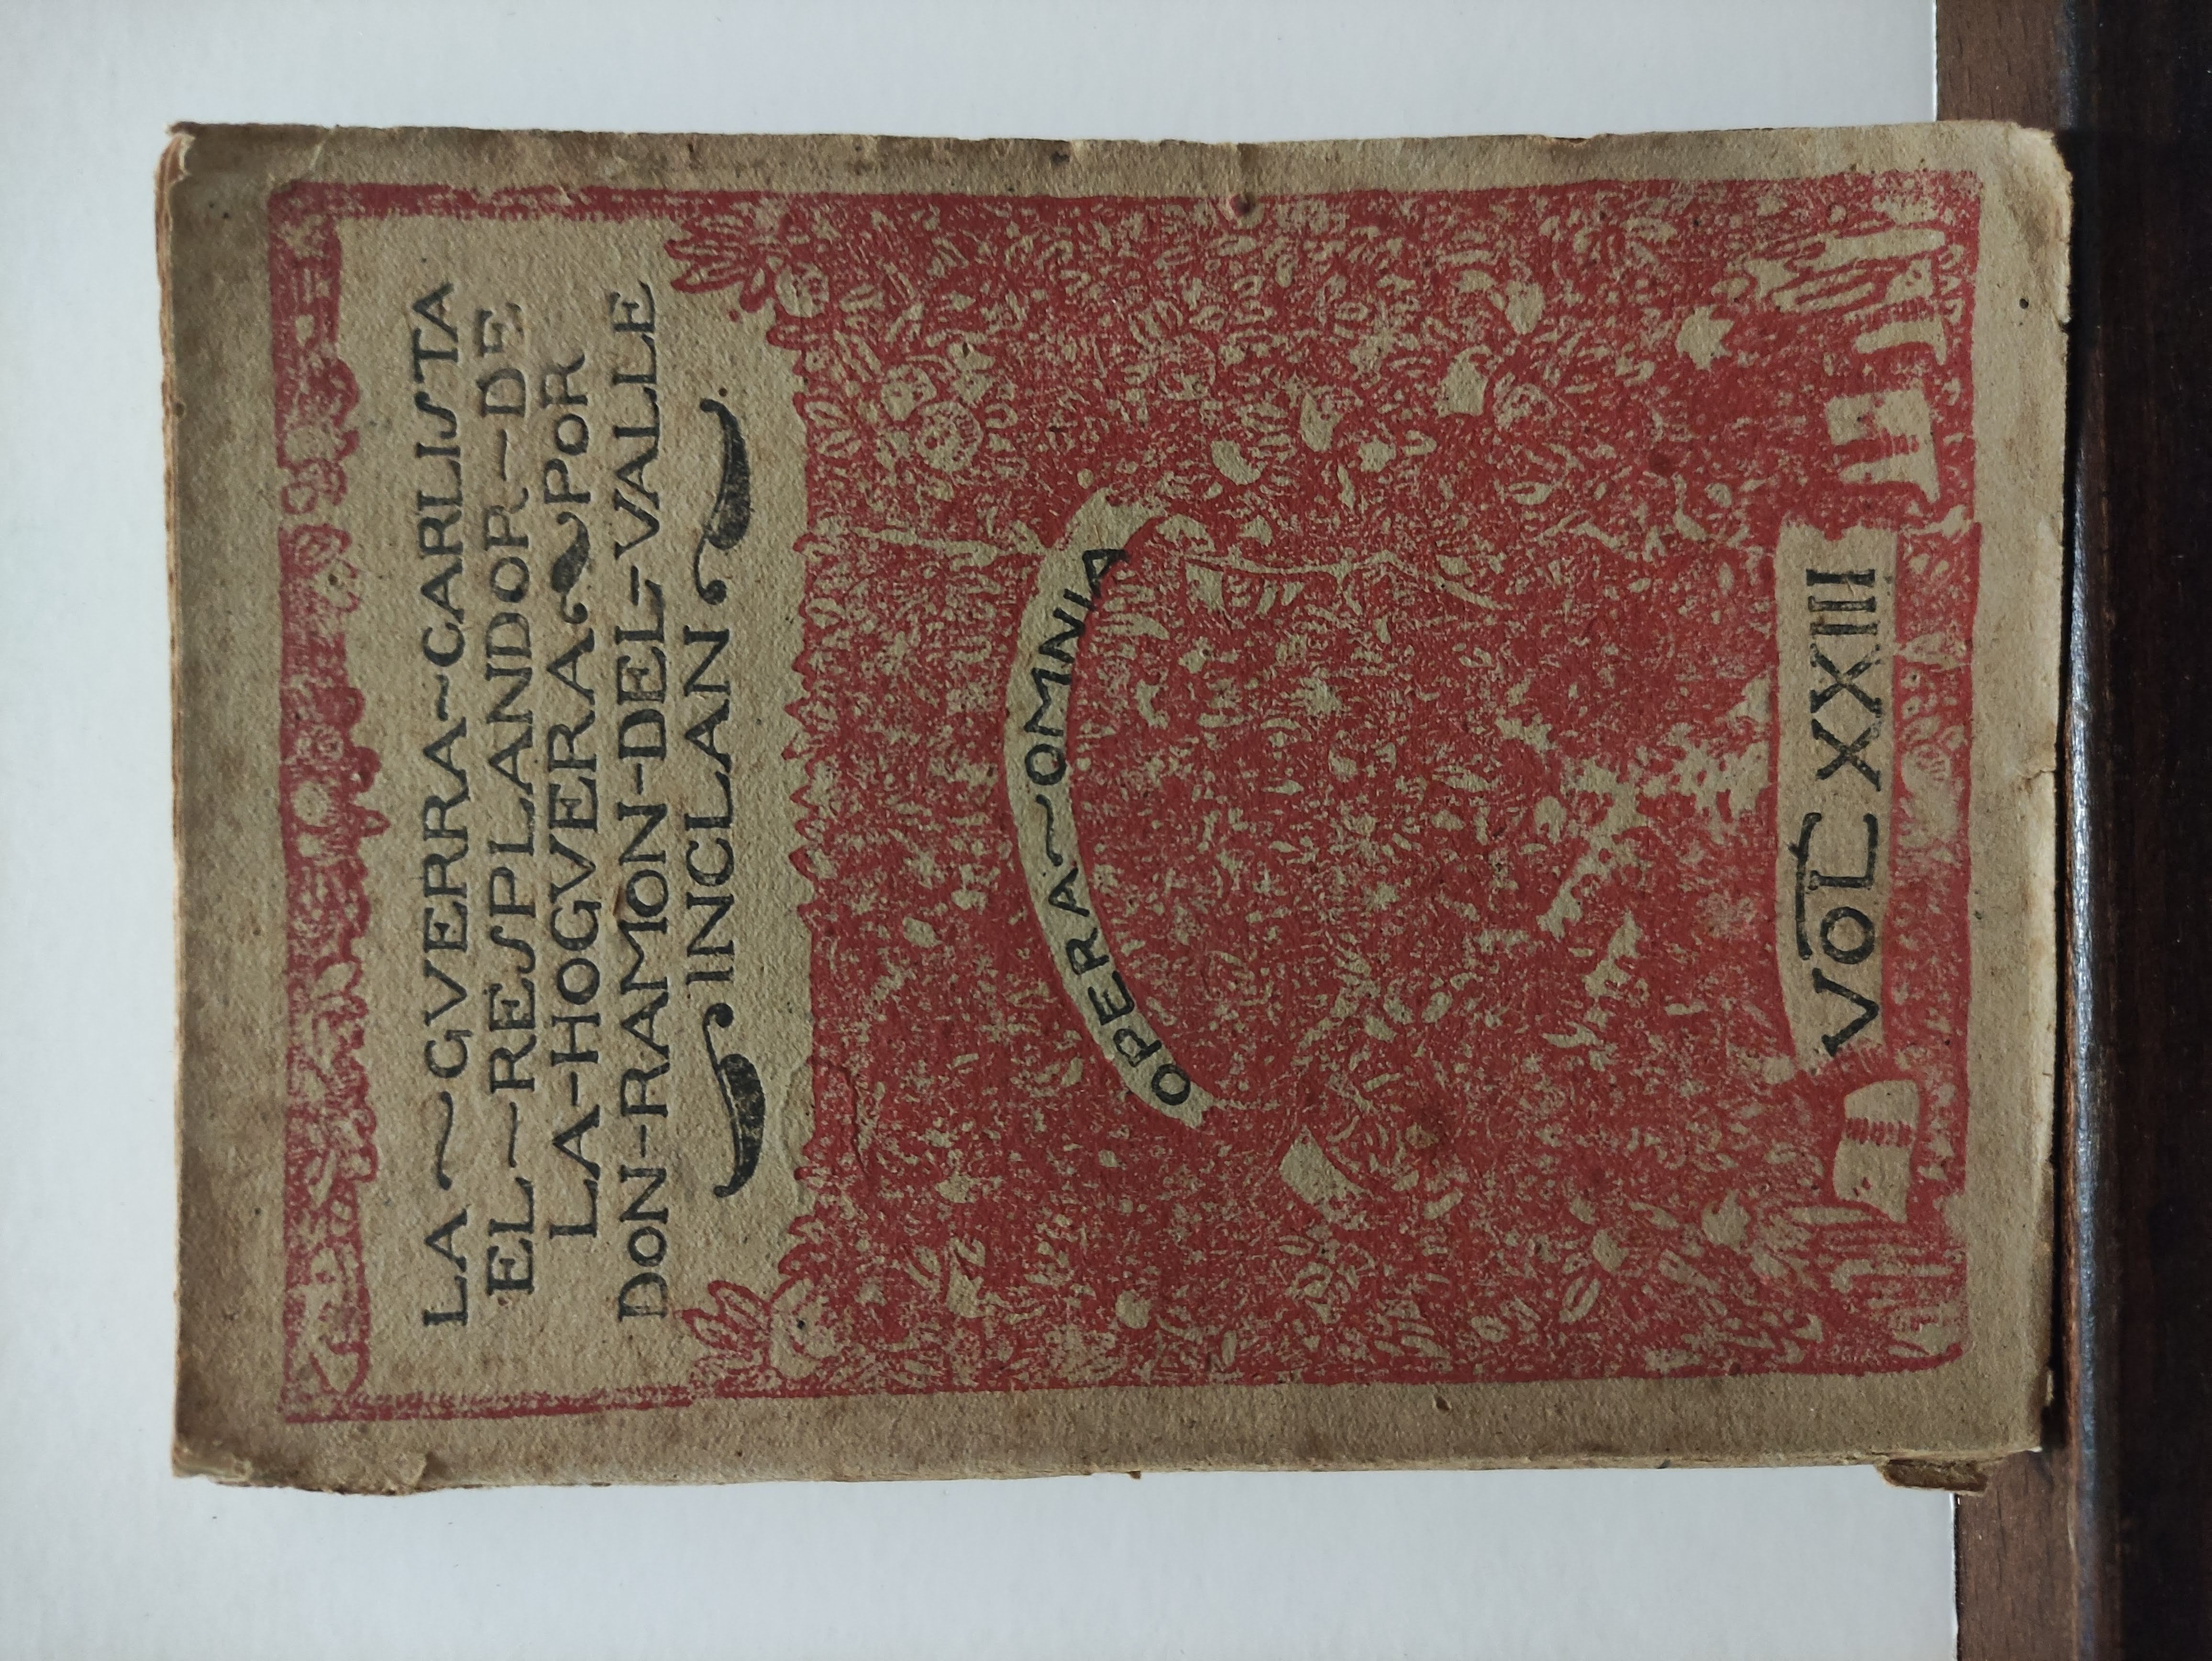 LA~GVERRA~CARLISTA
EL~RESPLANDOR-DE
LA-HOGVERA POR
DON-RAMON-DEL-VALLE
INCLAN
OPERA~OMNIA
VOL XXIII